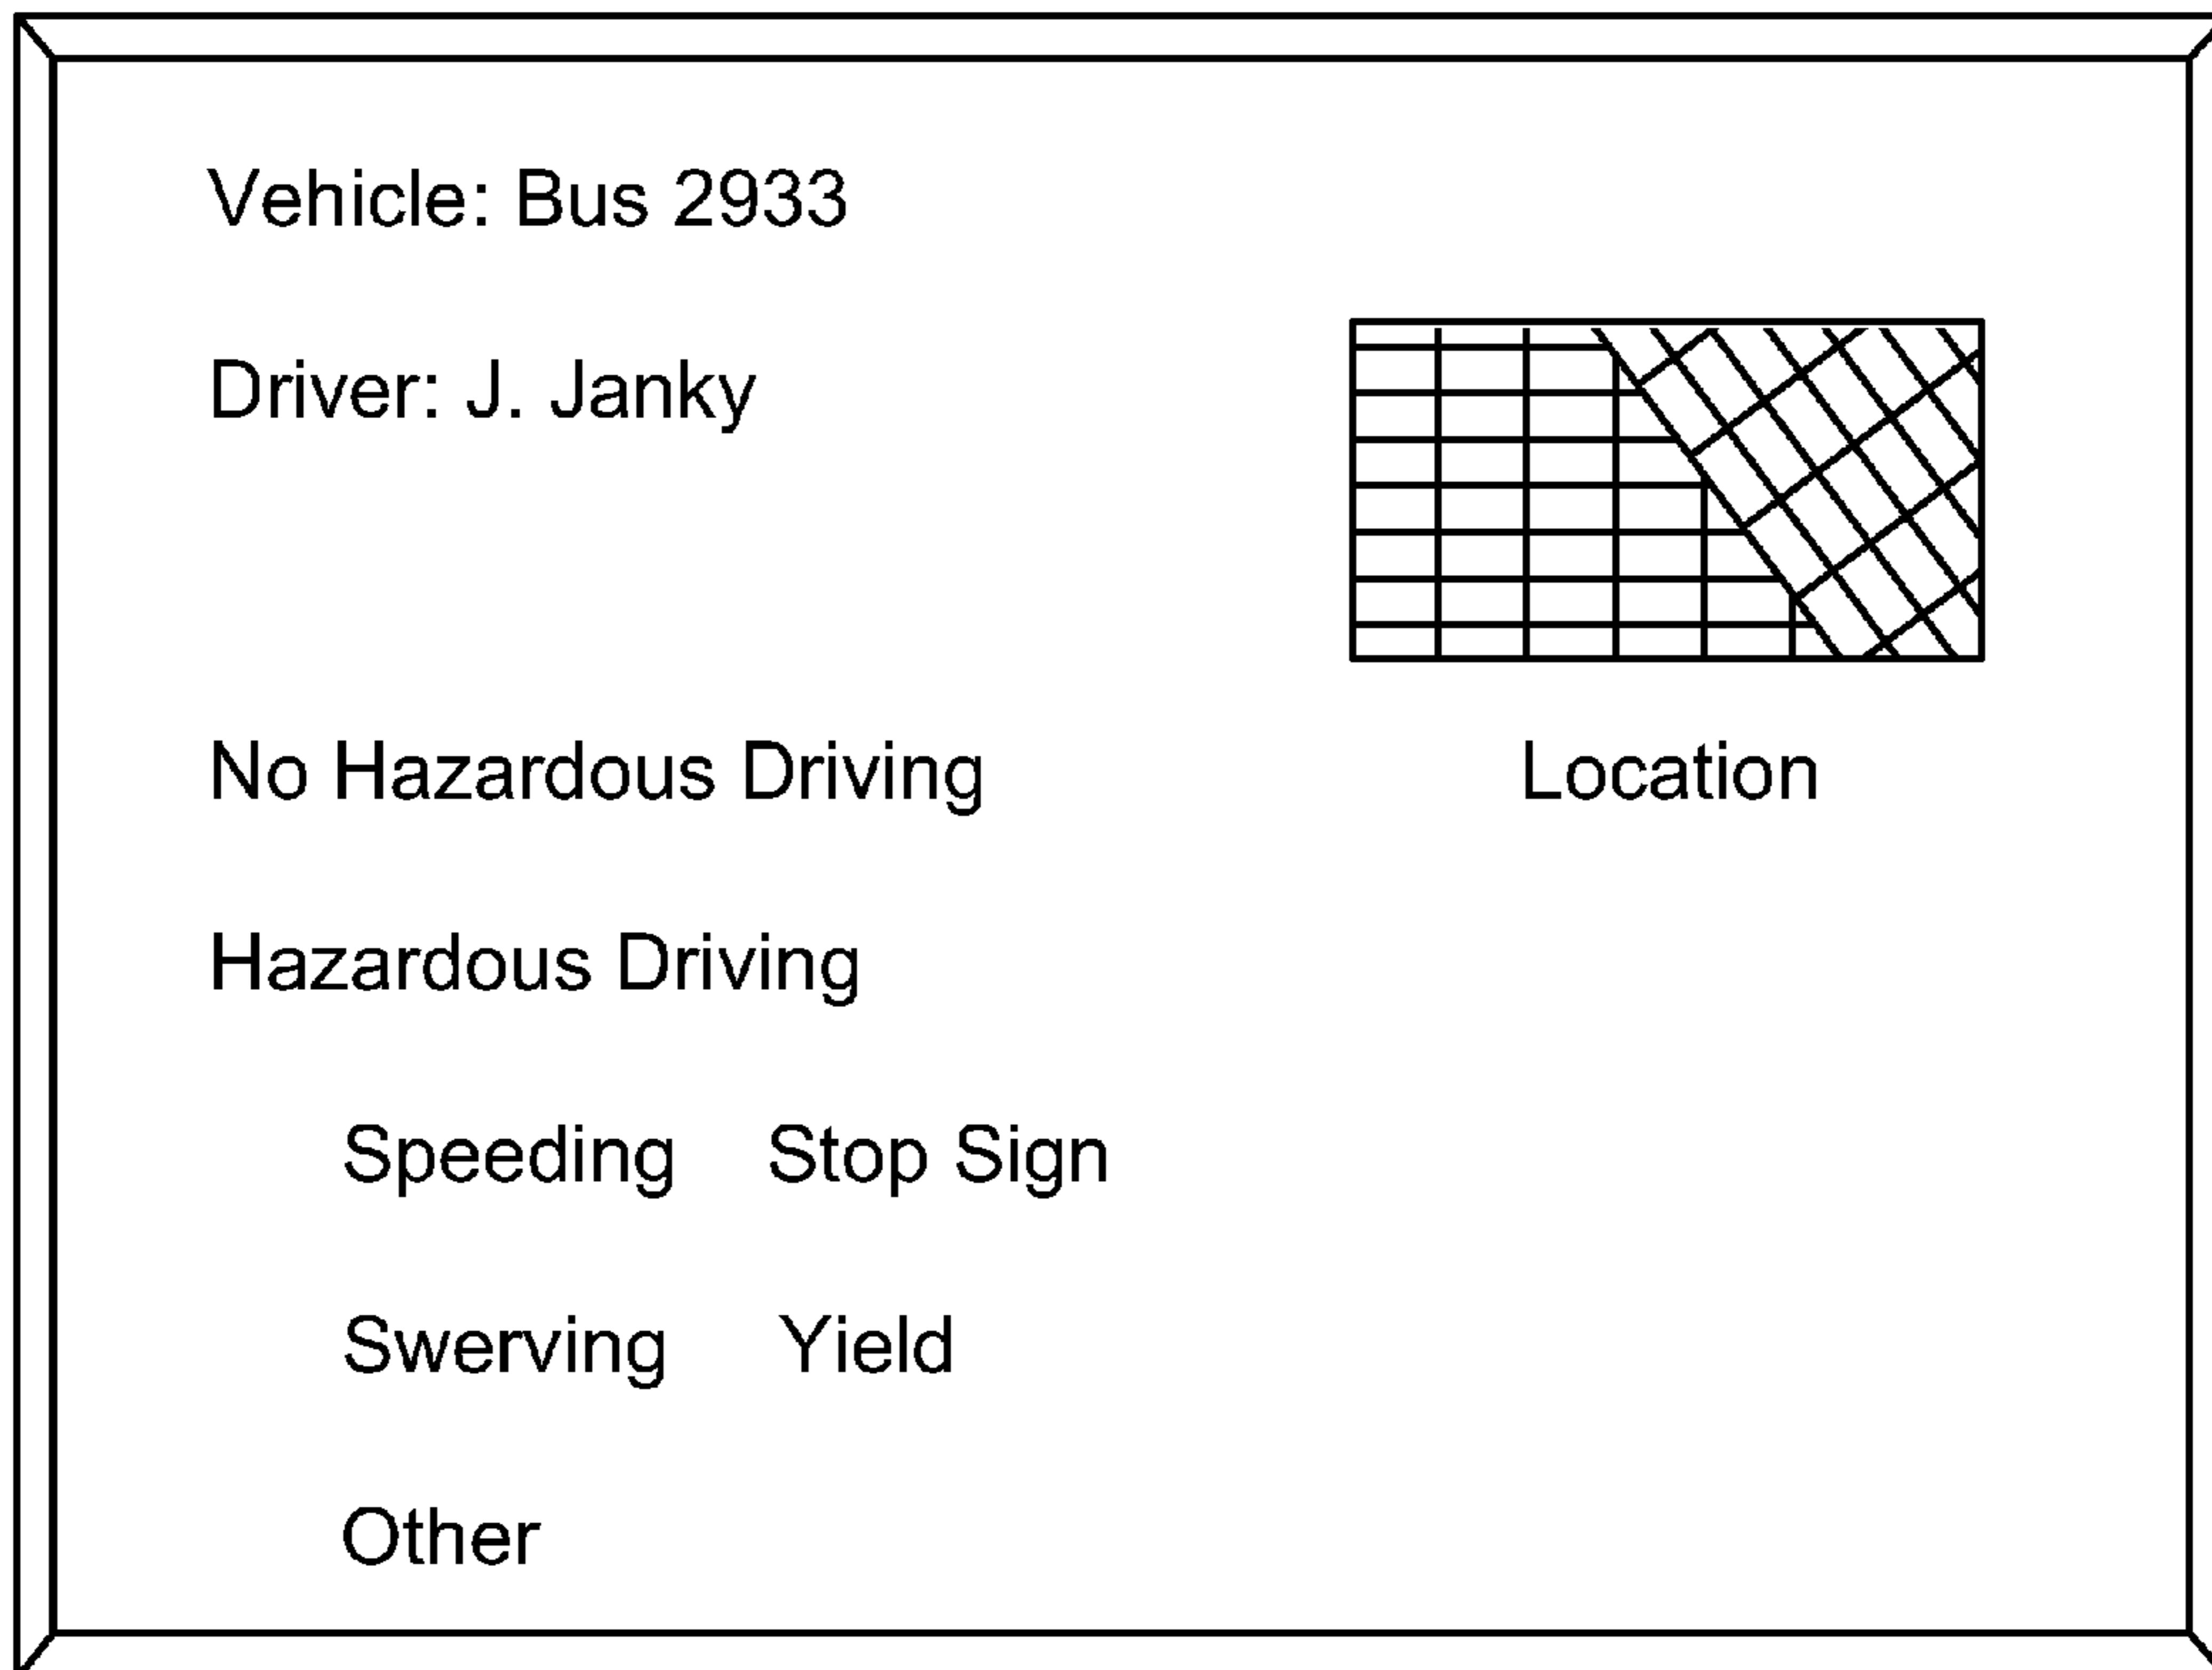 Vehicle: Bus 2933
Driver: J. Janky
No Hazardous Driving
Location
Hazardous Driving
Speeding Stop Sign
Swerving Yield
Other